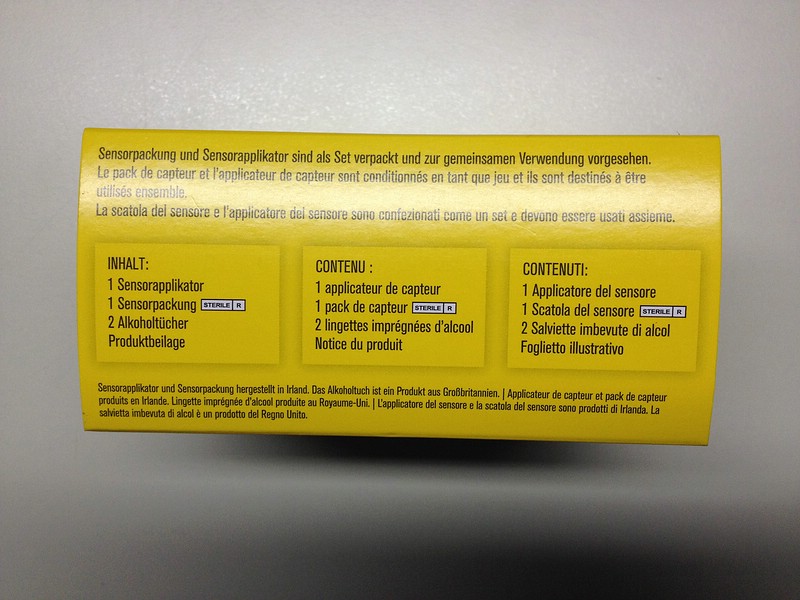 Sensorpackung und Sensorapplikator sind als Set verpackt und zur gemeinsamen Verwendung vorgesehen.
Le pack de capteur et l'applicateur de capteur sont conditionnés en tant que jeu et ils sont destinés à être
utilisés ensemble.
La scatola del sensore e l'applicatore del sensore sono confezionati come un set e devono essere usati assieme.
INHALT:
1 Sensorapplikator
1 Sensorpackung STERILE R
2 Alkoholtücher
Produktbeilage
CONTENU :
1 applicateur de capteur
1 pack de capteur STERILE R
2 lingettes imprégnées d'alcool
Notice du produit
CONTENUTI:
1 Applicatore del sensore
1 Scatola del sensore STERILE R
2 Salviette imbevute di alcol
Foglietto illustrativo
Sensorapplikator und Sensorpackung hergestellt in Irland. Das Alkoholtuch ist ein Produkt aus Großbritannien. | Applicateur de capteur et pack de capteur
produits en Irlande. Lingette imprégnée d'alcool produite au Royaume-Uni. | L'applicatore del sensore e la scatola del sensore sono prodotti di Irlanda. La
salvietta imbevuta di alcol è un prodotto del Regno Unito.